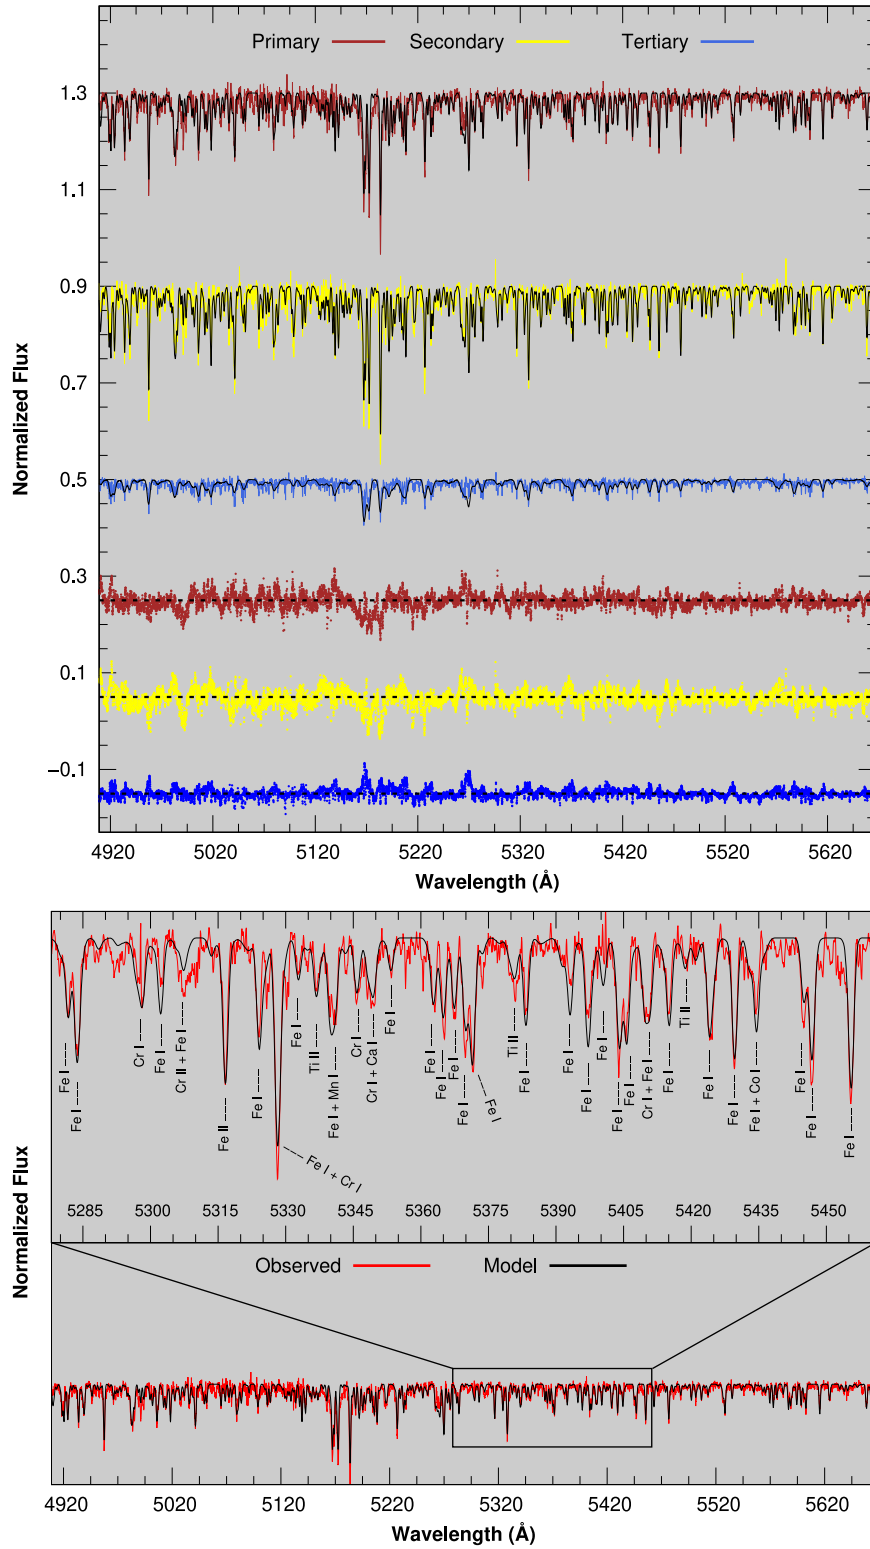 Primary Secondary Tertiary
1.3
1.1
0.9
0.7
0.5
0.3
0.1
−0.1
Normalized Flux
4920 5020 5120 5220 5320 5420 5520 5620
Wavelength (Å)
Fe I
Fe I
Cr I
Fe I
Cr II + Fe I
Fe II
Fe I
Fe I + Cr I
Fe I
Ti II
Fe I + Mn I
Cr I
Cr I + Ca I
Fe I
Fe I
Fe I
Fe I
Fe I
Fe I
Ti II
Fe I
Fe I
Fe I
Fe I
Fe I
Fe I
Cr I + Fe I
Fe I
Ti II
Fe I
Fe I
Fe I + Co I
Fe I
Fe I
Fe I
5285 5300 5315 5330 5345 5360 5375 5390 5405 5420 5435 5450
Normalized Flux
Observed Model
4920 5020 5120 5220 5320 5420 5520 5620
Wavelength (Å)